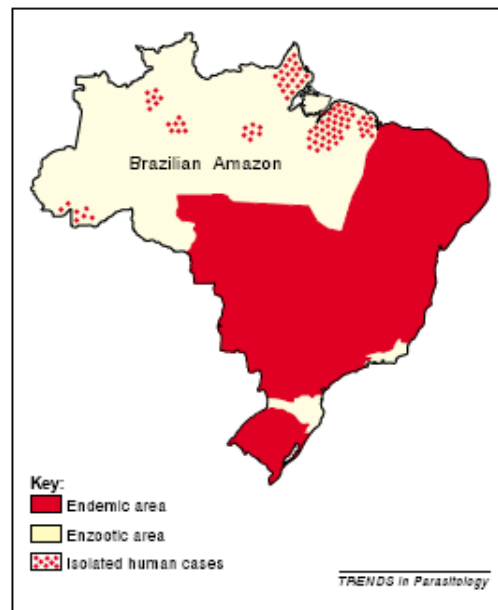 Brazilian Amazon
Key:
Endemic area
Enzootic area
Isolated human cases
TRENDS in Parasitology